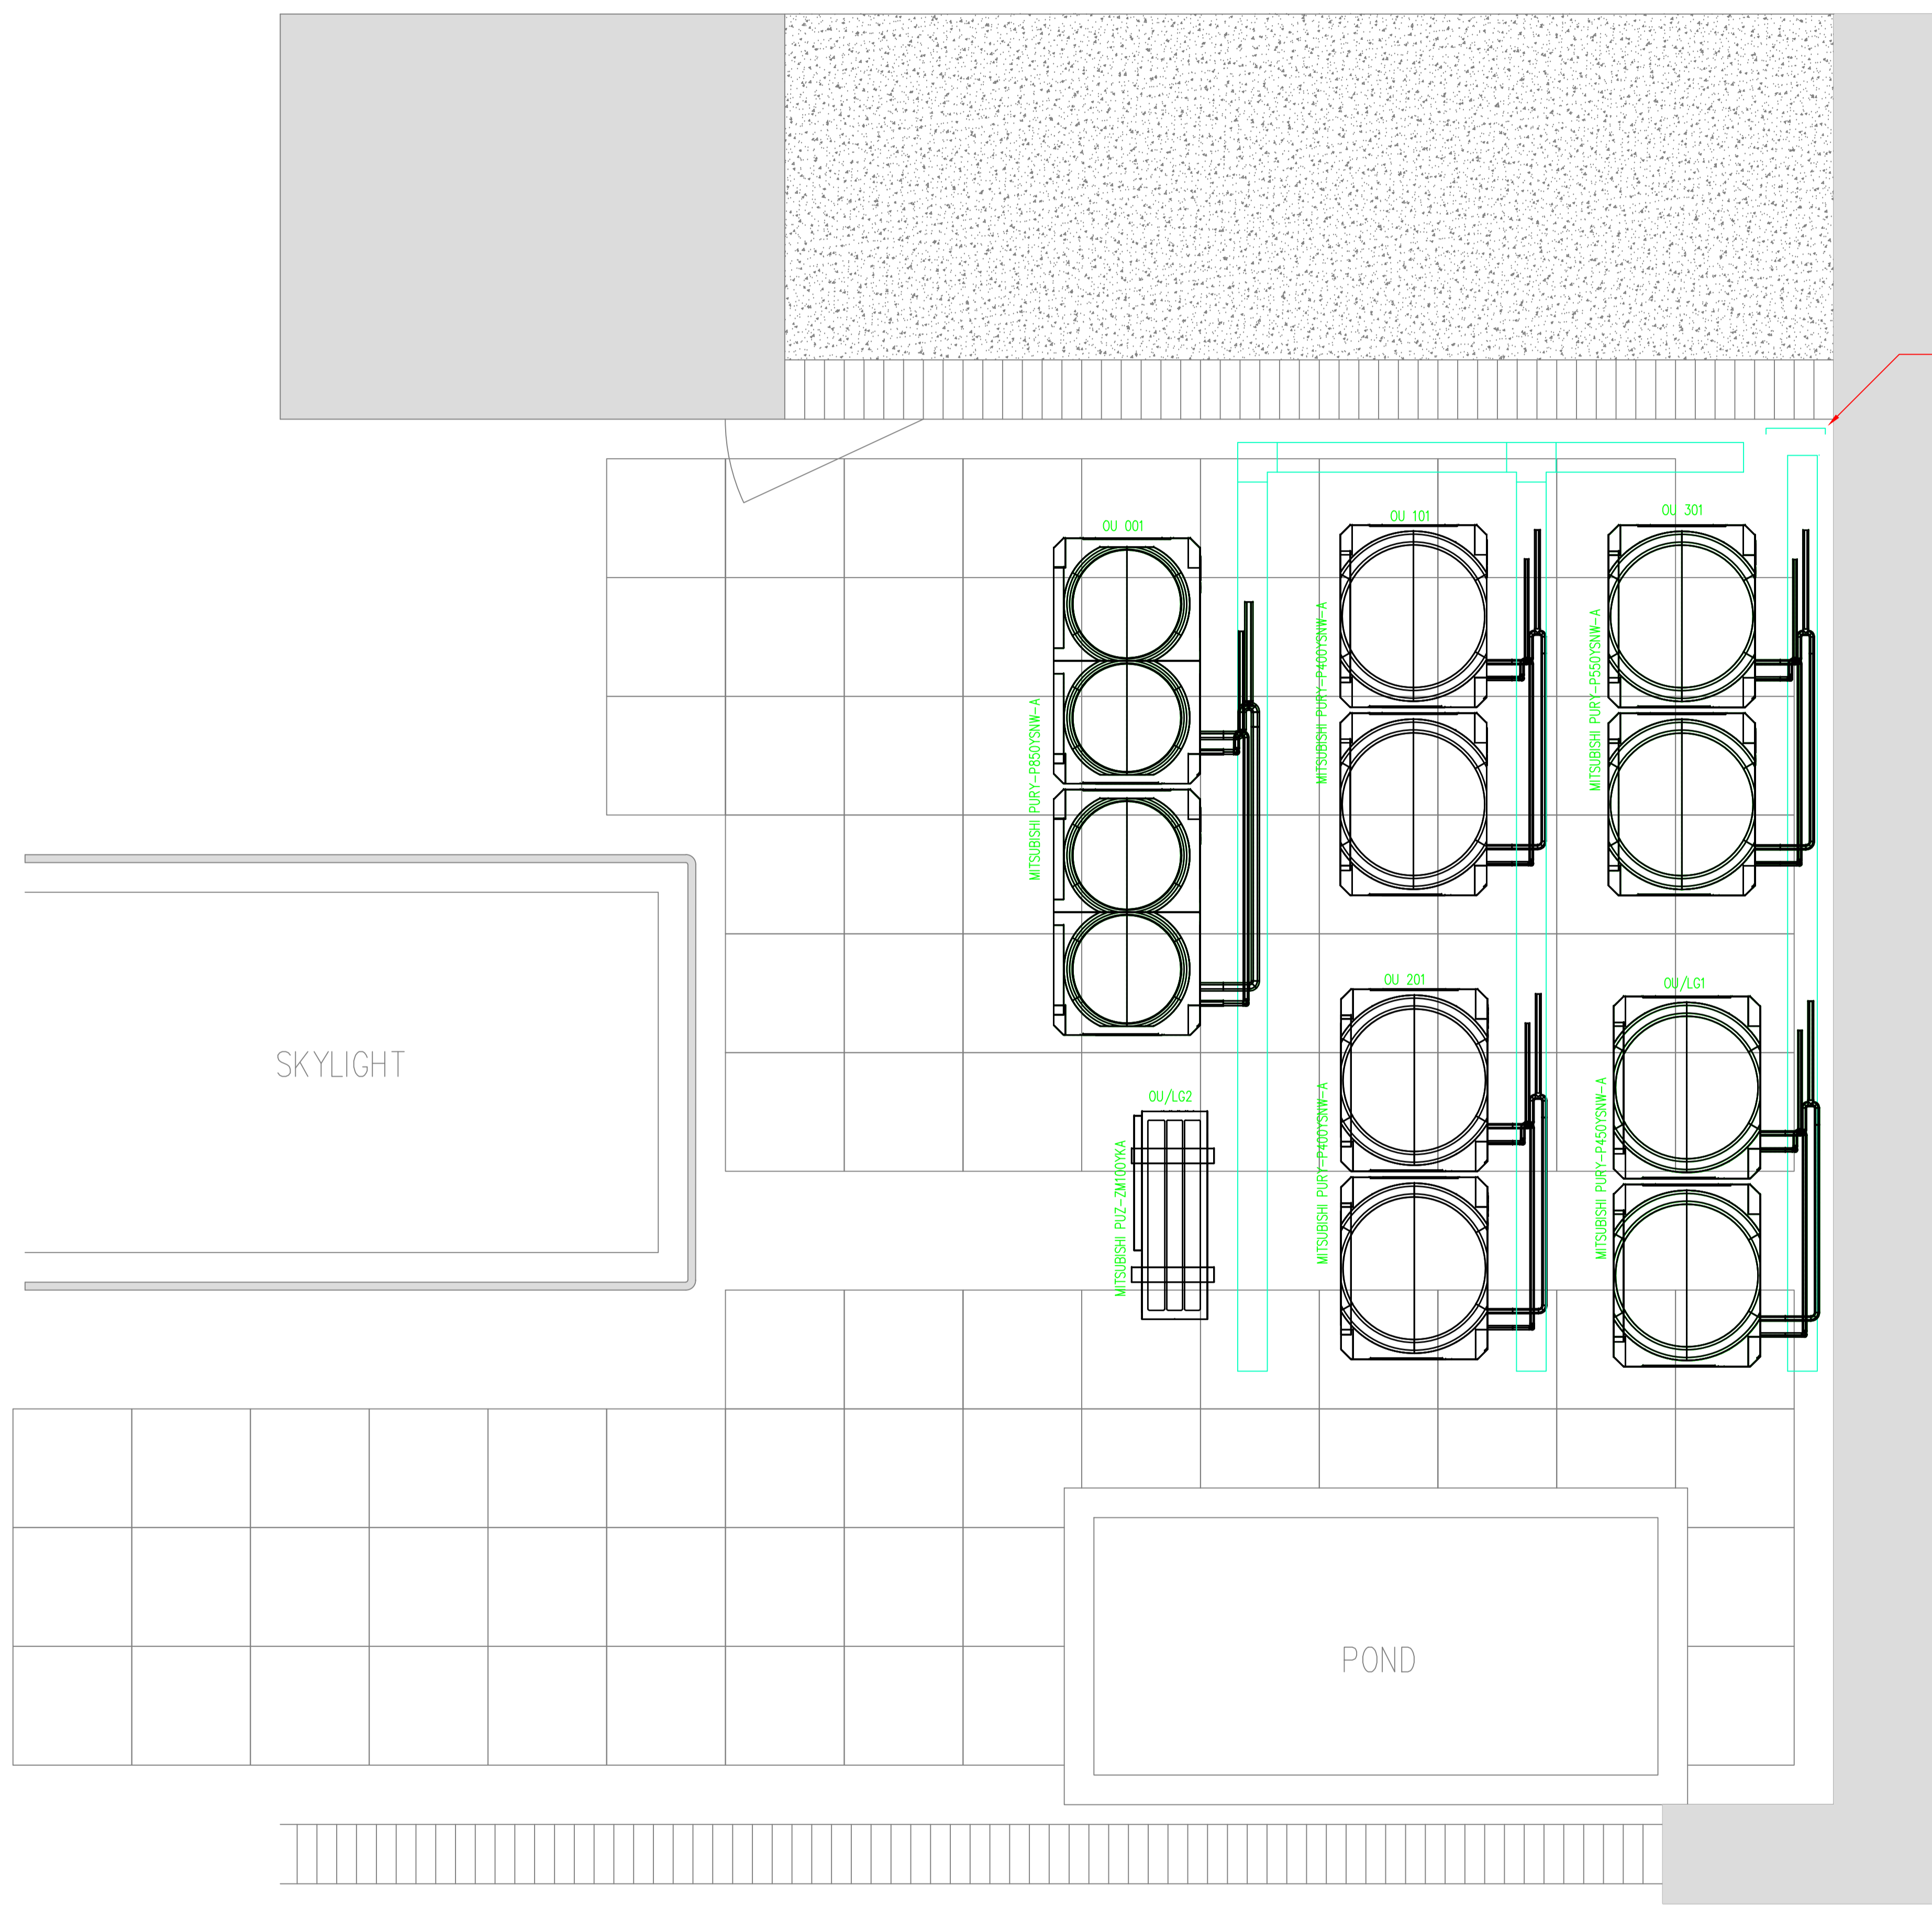 OU 001
OU 101
OU 301
MITSUBISHI PURY-P850YSNW-A
MITSUBISHI PURY-P400YSNW-A
MITSUBISHI PURY-P550YSNW-A
OU 201
OU/LG1
SKYLIGHT
OU/LG2
MITSUBISHI PUZ-ZM100YKA
MITSUBISHI PURY-P400YSNW-A
MITSUBISHI PURY-P450YSNW-A
POND